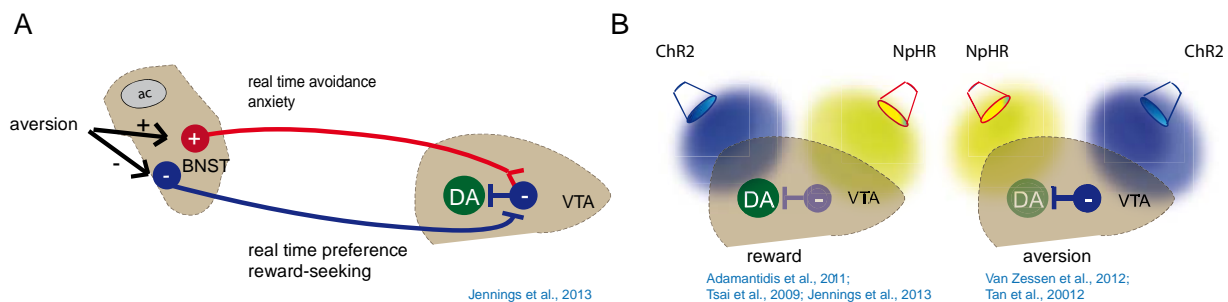 A
ac
real time avoidance
anxiety
aversion
+
+
-
BNST
-
DA
-
VTA
real time preference
reward-seeking
Jennings et al., 2013
B
ChR2
NpHR
DA
-
VTA
reward
Adamantidis et al., 2011;
Tsai et al., 2009; Jennings et al., 2013
NpHR
ChR2
DA
-
VTA
aversion
Van Zessen et al., 2012;
Tan et al., 20012